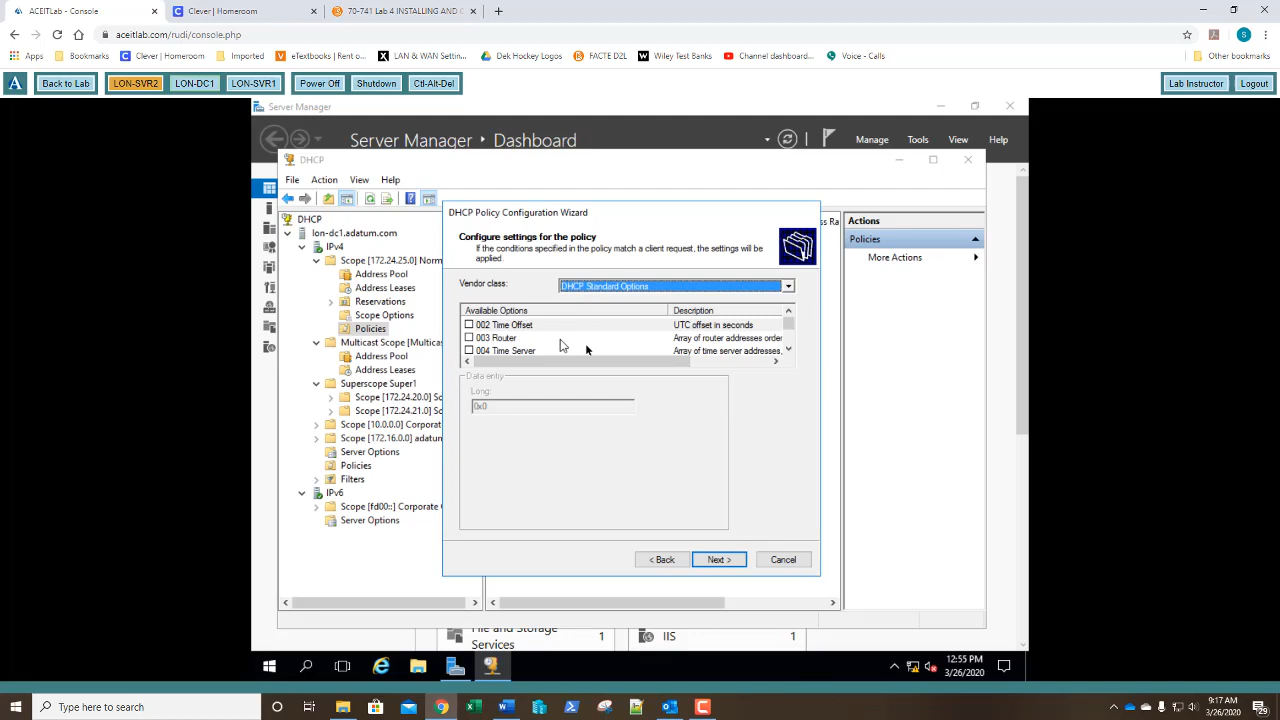 ACEITLab - Console
Clever | Homeroom
70-741 Lab 4 INSTALLING AND C
aceitlab.com/rudi/console.php
Apps
Bookmarks
Clever | Homeroom
Imported
eTextbooks | Rent o...
LAN & WAN Settin...
FACTE D2L
Dek Hockey Logos
Wiley Test Banks
Channel dashboard...
Voice - Calls
Other bookmarks
A
Back to Lab
LON-SVR2
LON-DC1
LON-SVR1
Power Off
Shutdown
Ctl-Alt-Del
Lab Instructor
Logout
Server Manager
Server Manager • Dashboard
Manage
Tools
View
Help
DHCP
File
Action
View
Help
DHCP
lon-dc1.adatum.com
IPv4
Scope [172.24.25.0] Norm
Address Pool
Address Leases
Reservations
Scope Options
Policies
Multicast Scope [Multicas
Address Pool
Address Leases
Superscope Super1
Scope [172.24.20.0] Sc
Scope [172.24.21.0] Sc
Scope [10.0.0.0] Corporat
Scope [172.16.0.0] adatu
Server Options
Policies
Filters
IPv6
Scope [fd00::] Corporate
Server Options
ss Ra
Actions
Policies
More Actions
DHCP Policy Configuration Wizard
Configure settings for the policy
If the conditions specified in the policy match a client request, the settings will be
applied.
Vendor class:
DHCP Standard Options
Available Options
Description
002 Time Offset
UTC offset in seconds
003 Router
Array of router addresses order
004 Time Server
Array of time server addresses,
Data entry
Long:
0x0
< Back
Next >
Cancel
File and Storage
Services
1
IIS
1
12:55 PM
3/26/2020
Type here to search
9:17 AM
3/26/2020